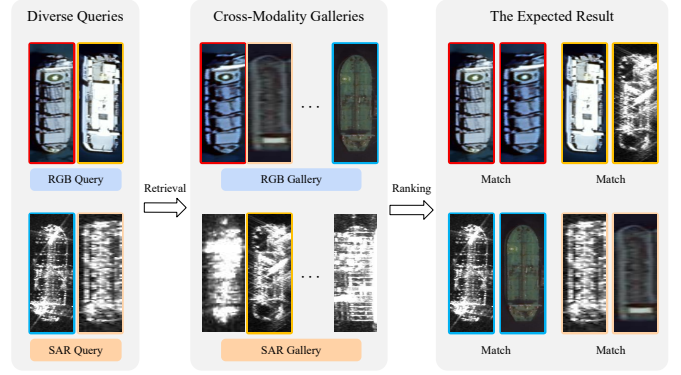 Diverse Queries
Cross-Modality Galleries
The Expected Result
. . .
RGB Query
RGB Gallery
Match
Match
Retrieval
Ranking
. . .
SAR Query
SAR Gallery
Match
Match